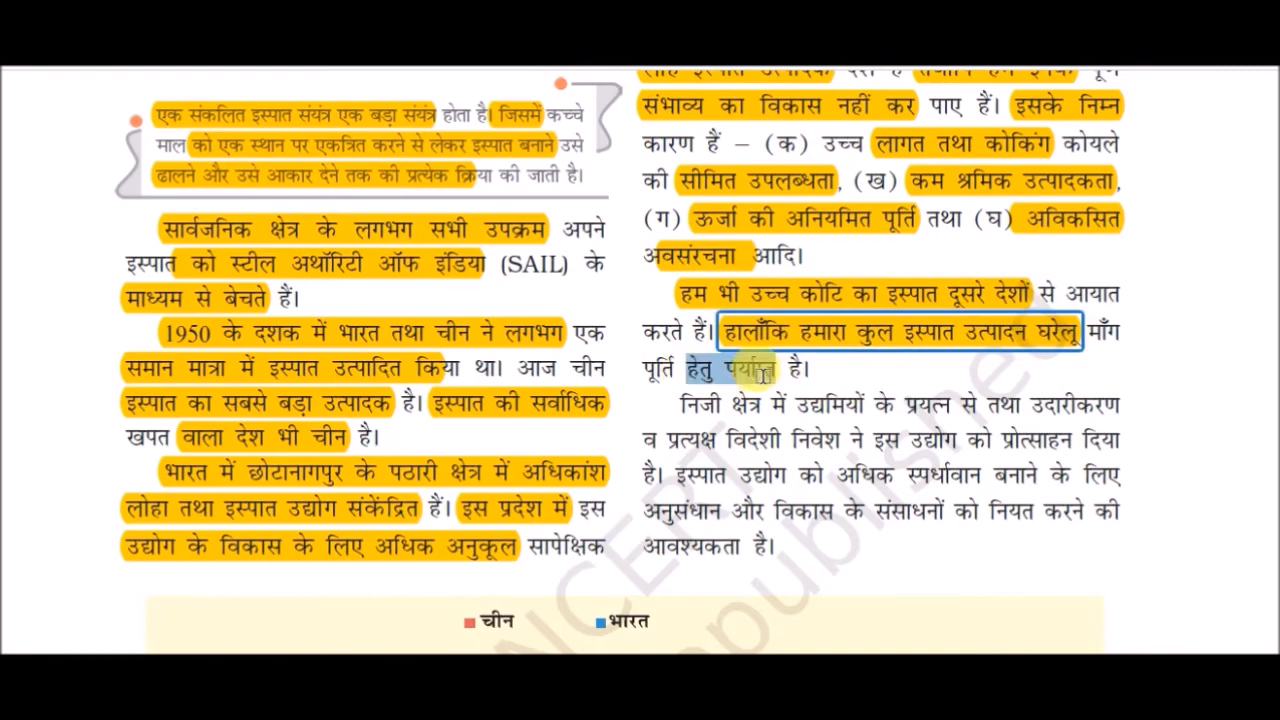 एक संकलित इस्पात संयंत्र एक बड़ा संयंत्र होता है। जिसमें कच्चे
माल को एक स्थान पर एकत्रित करने से लेकर इस्पात बनाने उसे
ढालने और उसे आकार देने तक की प्रत्येक क्रिया की जाती है।
सार्वजनिक क्षेत्र के लगभग सभी उपक्रम अपने
इस्पात को स्टील अथॉरिटी ऑफ इंडिया (SAIL) के
माध्यम से बेचते हैं।
1950 के दशक में भारत तथा चीन ने लगभग एक
समान मात्रा में इस्पात उत्पादित किया था। आज चीन
इस्पात का सबसे बड़ा उत्पादक है। इस्पात की सर्वाधिक
खपत वाला देश भी चीन है।
भारत में छोटानागपुर के पठारी क्षेत्र में अधिकांश
लोहा तथा इस्पात उद्योग संकेंद्रित हैं। इस प्रदेश में इस
उद्योग के विकास के लिए अधिक अनुकूल सापेक्षिक
संभाव्य का विकास नहीं कर पाए हैं। इसके निम्न
कारण हैं – (क) उच्च लागत तथा कोकिंग कोयले
की सीमित उपलब्धता, (ख) कम श्रमिक उत्पादकता,
(ग) ऊर्जा की अनियमित पूर्ति तथा (घ) अविकसित
अवसंरचना आदि।
हम भी उच्च कोटि का इस्पात दूसरे देशों से आयात
करते हैं। हालाँकि हमारा कुल इस्पात उत्पादन घरेलू माँग
पूर्ति हेतु पर्याप्त है।
निजी क्षेत्र में उद्यमियों के प्रयत्न से तथा उदारीकरण
व प्रत्यक्ष विदेशी निवेश ने इस उद्योग को प्रोत्साहन दिया
है। इस्पात उद्योग को अधिक स्पर्धावान बनाने के लिए
अनुसंधान और विकास के संसाधनों को नियत करने की
आवश्यकता है।
चीन भारत
NCERT
published